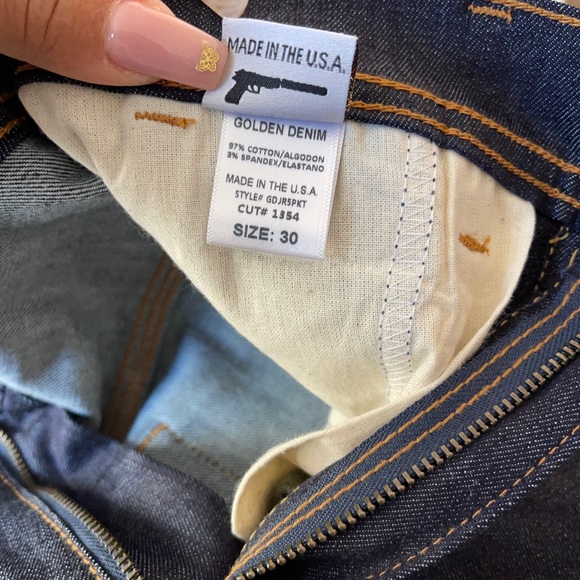 MADE IN THE U.S.A.
GOLDEN DENIM
97% COTTON/ALGODON
3% SPANDEX/ELASTANO
MADE IN THE U.S.A
STYLE# GDJR5PKT
CUT# 1354
SIZE: 30